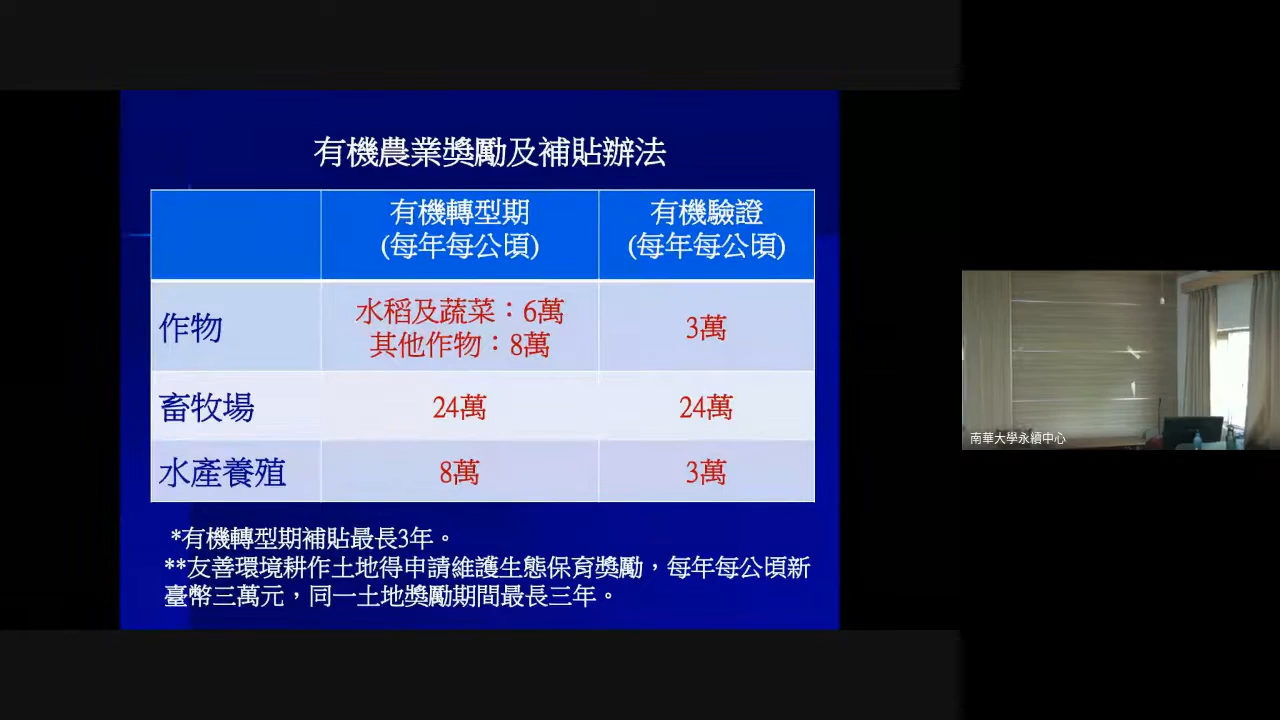 有機農業獎勵及補貼辦法
有機轉型期
(每年每公頃)
有機驗證
(每年每公頃)
作物
水稻及蔬菜：6萬
其他作物：8萬
3萬
畜牧場
24萬
24萬
水產養殖
8萬
3萬
*有機轉型期補貼最長3年。
**友善環境耕作土地得申請維護生態保育獎勵，每年每公頃新
臺幣三萬元，同一土地獎勵期間最長三年。
南華大學永續中心